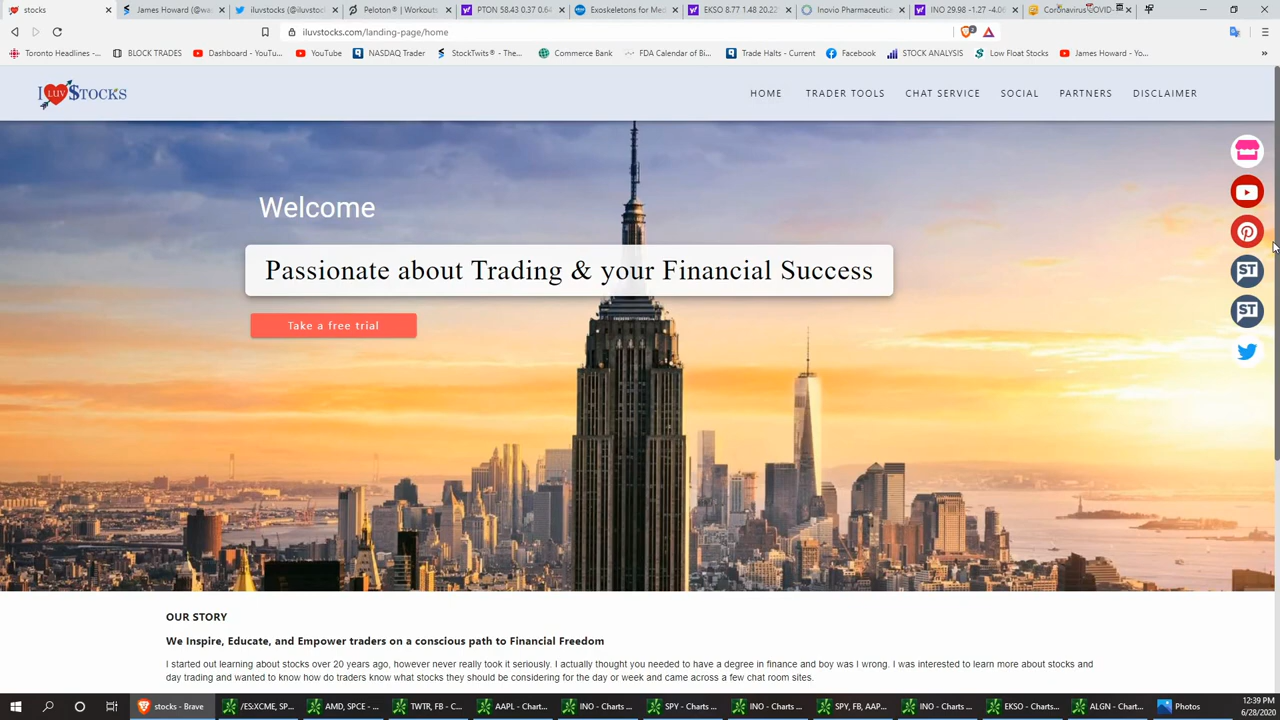 stocks
James Howard (@wa
iluvstocks (@iluvstoc
Peloton® | Workouts
PTON 58.43 0.37 0.64
Exoskeletons for Med
EKSO 8.77 1.48 20.22
Inovio Pharmaceutic
INO 29.98 -1.27 -4.06
Coronavirus COVID-
iluvstocks.com/landing-page/home
2
Toronto Headlines -...
BLOCK TRADES
Dashboard - YouTu...
YouTube
NASDAQ Trader
StockTwits® - The...
Commerce Bank
FDA Calendar of Bi...
Trade Halts - Current
Facebook
STOCK ANALYSIS
Low Float Stocks
James Howard - Yo...
»
I LUV $TOCKS
HOME
TRADER TOOLS
CHAT SERVICE
SOCIAL
PARTNERS
DISCLAIMER
Welcome
Passionate about Trading & your Financial Success
Take a free trial
ST
ST
OUR STORY
We Inspire, Educate, and Empower traders on a conscious path to Financial Freedom
I started out learning about stocks over 20 years ago, however never really took it seriously. I actually thought you needed to have a degree in finance and boy was I wrong. I was interested to learn more about stocks and
day trading and wanted to know how do traders know what stocks they should be considering for the day or week and came across a few chat room sites.
stocks - Brave
/ES:XCME, SP...
AMD, SPCE - ...
TWTR, FB - C...
AAPL - Chart...
INO - Charts ...
SPY - Charts ...
INO - Charts ...
SPY, FB, AAP...
INO - Charts ...
EKSO - Charts
ALGN - Chart...
Photos
12:39 PM
6/28/2020